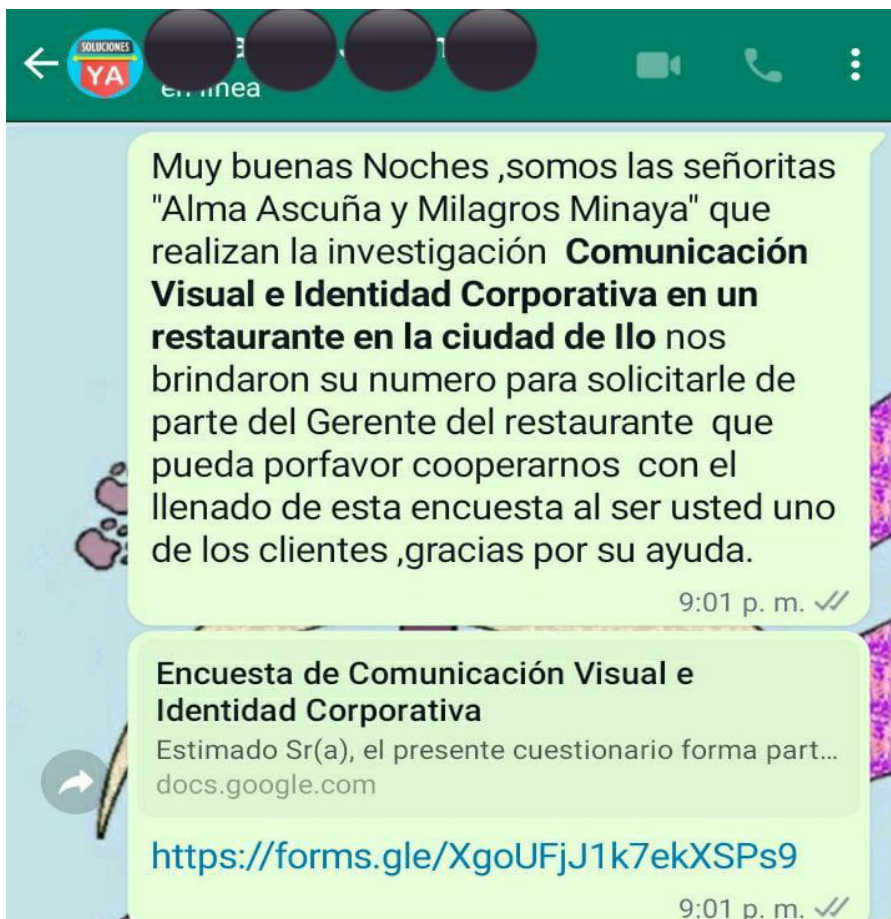 SOLUCIONES
YA
en línea
Muy buenas Noches ,somos las señoritas
"Alma Ascuña y Milagros Minaya" que
realizan la investigación Comunicación
Visual e Identidad Corporativa en un
restaurante en la ciudad de Ilo nos
brindaron su numero para solicitarle de
parte del Gerente del restaurante que
pueda porfavor cooperarnos con el
llenado de esta encuesta al ser usted uno
de los clientes ,gracias por su ayuda.
9:01 p. m.
Encuesta de Comunicación Visual e
Identidad Corporativa
Estimado Sr(a), el presente cuestionario forma part...
docs.google.com
https://forms.gle/XgoUFjJ1k7ekXSPs9
9:01 p. m.